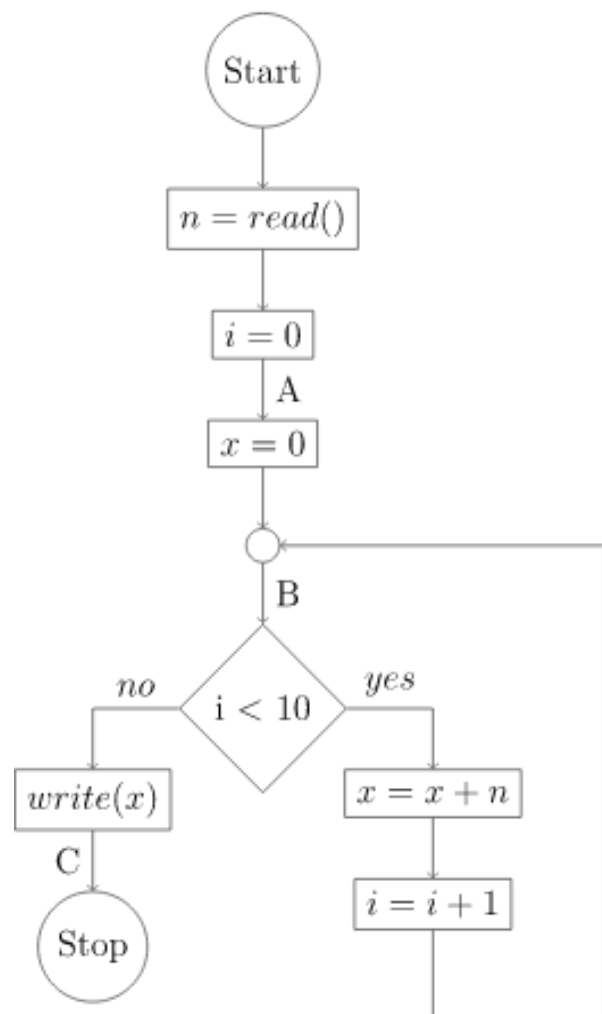 Start
n = read()
i = 0
A
x = 0
B
i < 10
no
yes
write(x)
x = x + n
C
i = i + 1
Stop